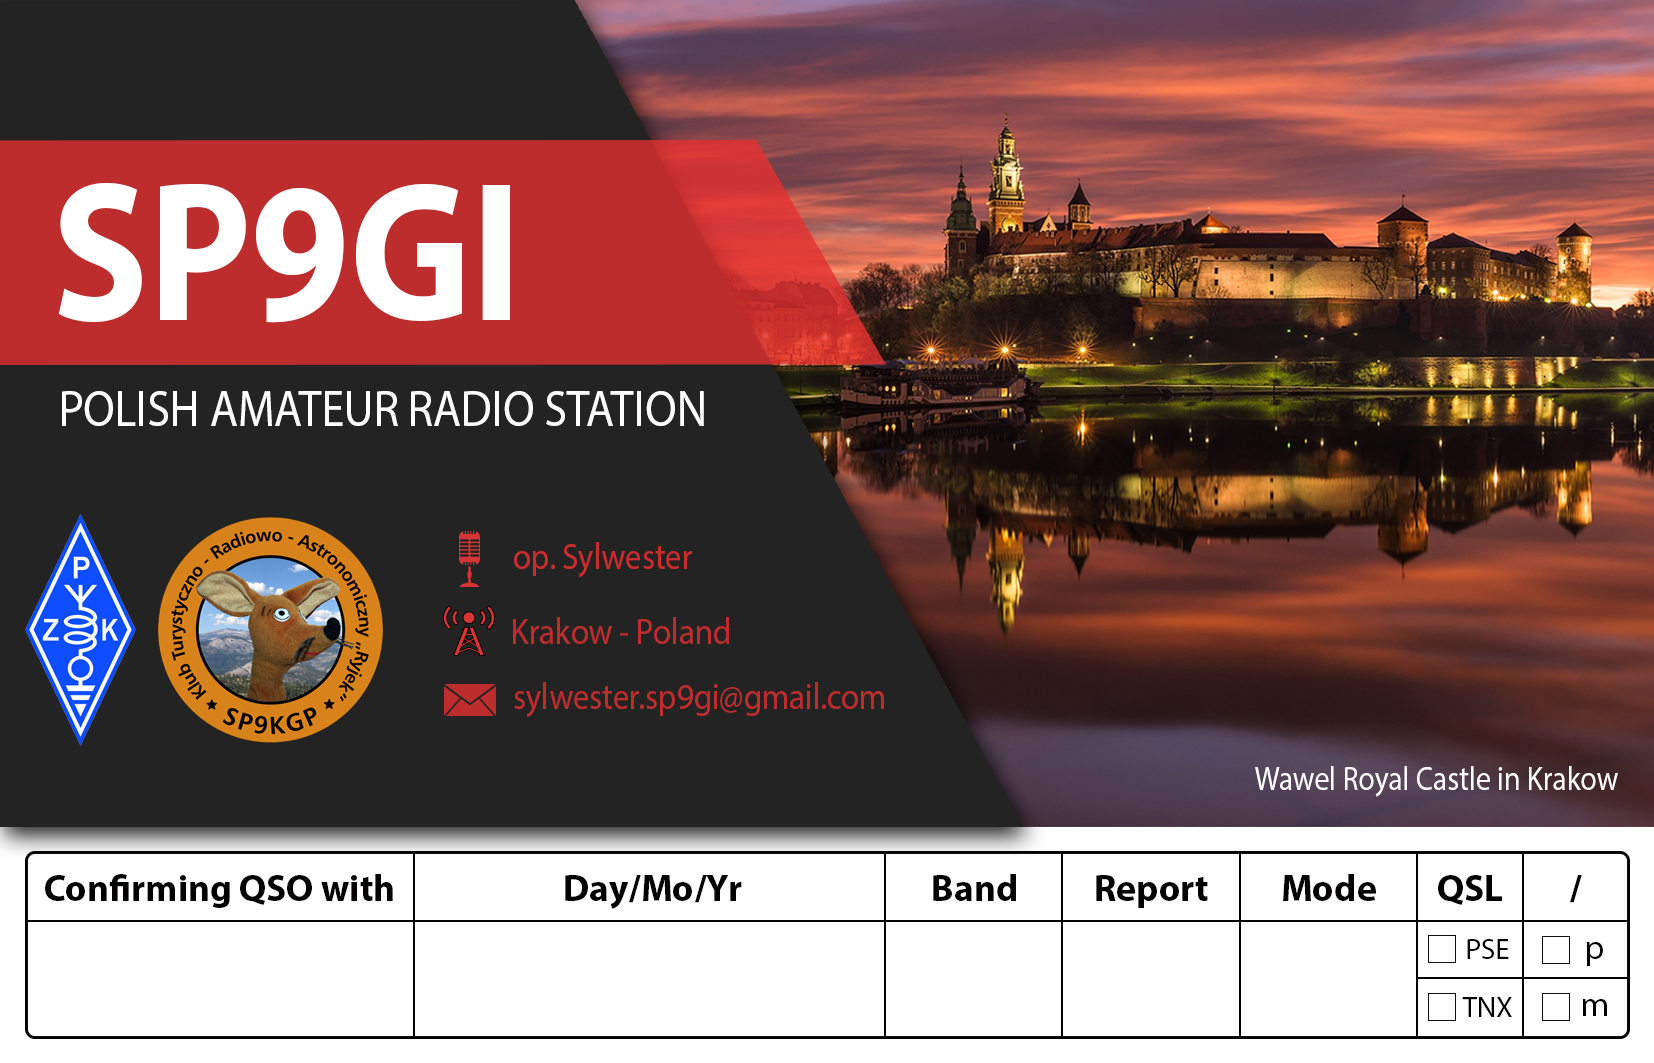 SP9GI
POLISH AMATEUR RADIO STATION
P
Z K
Klub Turystyczno - Radiowo - Astronomiczny „Ryjek"
★ SP9KGP ★
op. Sylwester
Krakow - Poland
sylwester.sp9gi@gmail.com
Wawel Royal Castle in Krakow
Confirming QSO with Day/Mo/Yr Band Report Mode QSL /
PSE p
TNX m